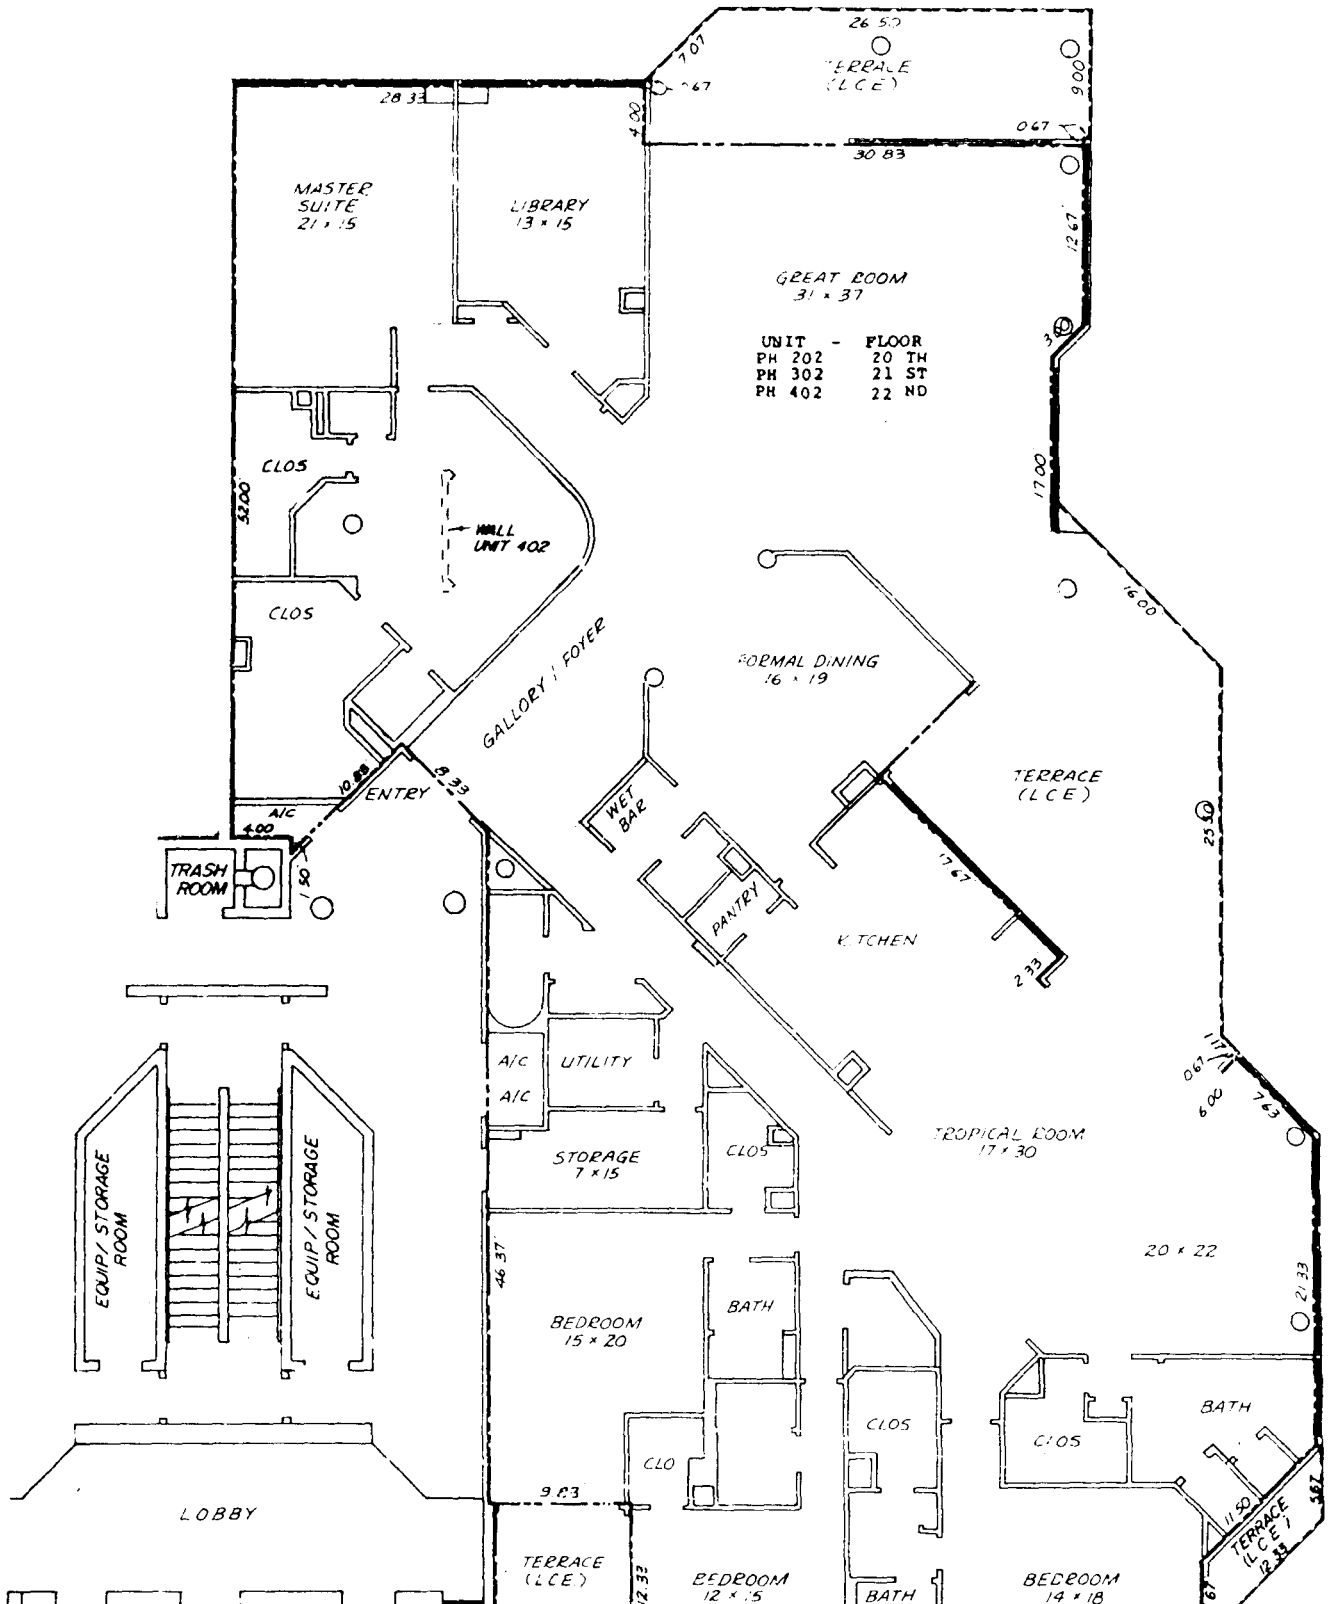 26.50
7.07
TERRACE
(LCE)
9.00
0.67
28.33
4.00
0.67
30.83
MASTER
SUITE
21 x 15
LIBRARY
13 x 15
12.67
GREAT ROOM
31 x 37
UNIT - FLOOR
PH 202 20 TH
PH 302 21 ST
PH 402 22 ND
CLOS
17.00
52.00
WALL
UNIT 402
16.00
CLOS
GALLORY / FOYER
FORMAL DINING
16 x 19
TERRACE
(LCE)
10.83
8.33
ENTRY
A/C
4.00
WET
BAR
TRASH
ROOM
1.50
17.67
25.50
PANTRY
KITCHEN
2.33
A/C
UTILITY
A/C
1.17
0.67
6.00
7.63
TROPICAL ROOM
17 x 30
CLOS
STORAGE
7 x 15
EQUIP/STORAGE
ROOM
EQUIP/STORAGE
ROOM
46.37
20 x 22
21.33
BATH
BEDROOM
15 x 20
BATH
CLOS
CLOS
CLO
9.83
LOBBY
11.50
5.67
TERRACE
(LCE)
12.33
TERRACE
(LCE)
12.33
BEDROOM
12 x 15
BATH
BEDROOM
14 x 18
67